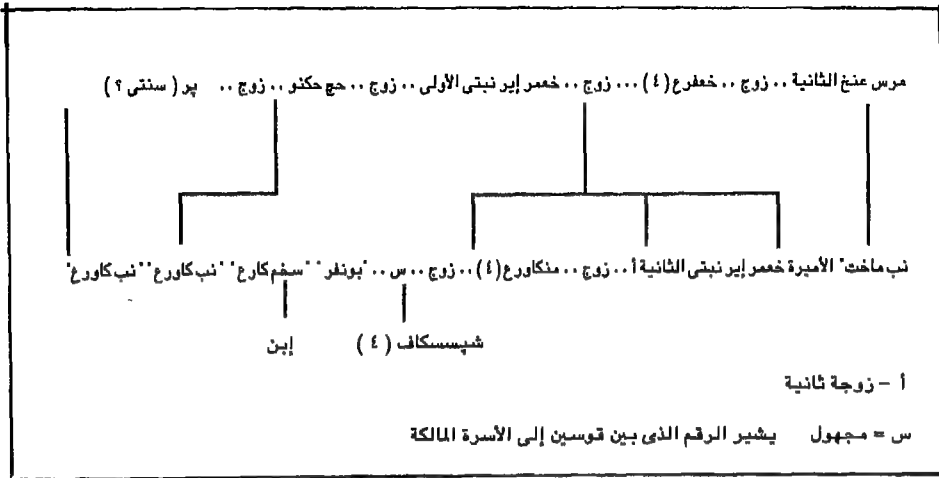 مرس عنخ الثانية .. زوج .. خعفرع (٤) ... زوج .. خعمر إير نبتى الأولى .. زوج .. حج حكنو .. زوج .. پر ( سنتى ؟ )
نب ماخت" الأميرة خعمر إير نبتى الثانية أ .. زوج .. منكاورع (٤) .. زوج .. س .. "بونفر" "سخم كارع" "نب كاورع" "نب كاورع"
شپسسكاف ( ٤ ) إبن
أ – زوجة ثانية
س = مجهول يشير الرقم الذى بين قوسين إلى الأسرة المالكة